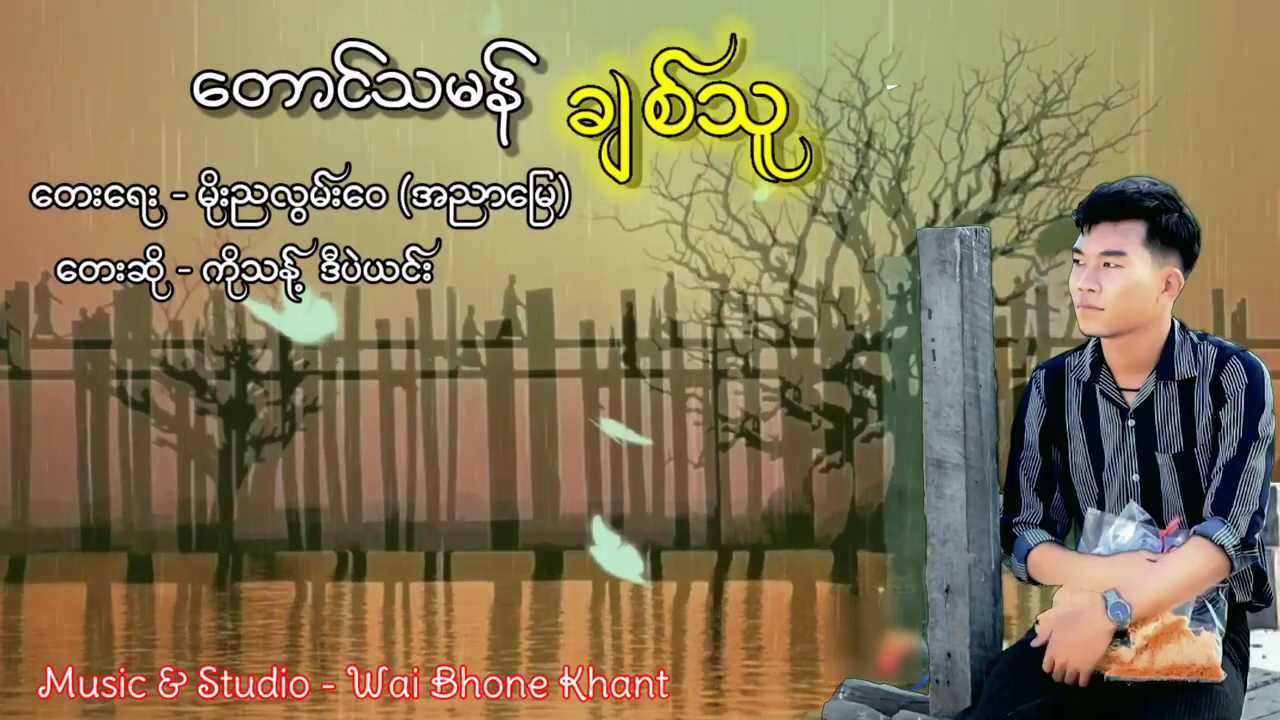 တောင်သမန် ချစ်သူ
တေးရေး - မိုးညလွမ်းဝေ (အညာမြေ)
တေးဆို - ကိုသန့် ဒီပဲယင်း
Music & Studio - Wai Bhone Khant